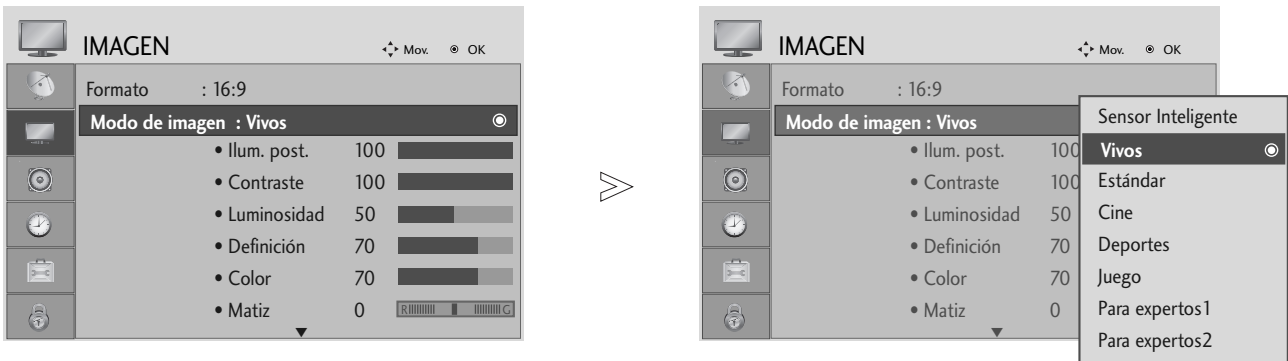 IMAGEN Mov. OK
Formato : 16:9
Modo de imagen : Vivos
• Ilum. post. 100
• Contraste 100
• Luminosidad 50
• Definición 70
• Color 70
• Matiz 0 R G
IMAGEN Mov. OK
Formato : 16:9
Modo de imagen : Vivos
• Ilum. post. 100
• Contraste 100
• Luminosidad 50
• Definición 70
• Color 70
• Matiz 0
Sensor Inteligente
Vivos
Estándar
Cine
Deportes
Juego
Para expertos1
Para expertos2